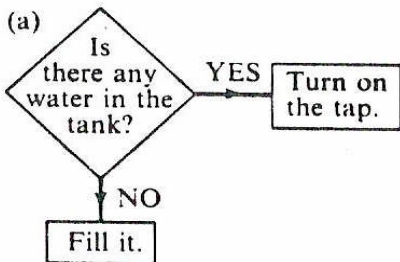 (a)
Is
there any
water in the
tank?
YES
Turn on
the tap.
NO
Fill it.